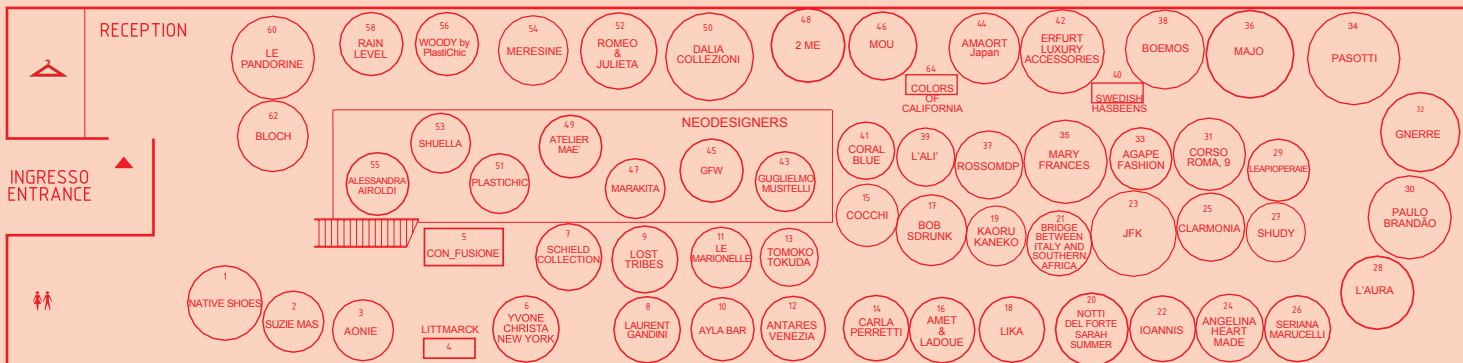 RECEPTION
60
LE
PANDORINE
58
RAIN
LEVEL
56
WOODY by
PlastiChic
54
MERESINE
52
ROMEO
&
JULIETA
50
DALIA
COLLEZIONI
48
2 ME
46
MOU
44
AMAORT
Japan
42
ERFURT
LUXURY
ACCESSORIES
38
BOEMOS
36
MAJO
34
PASOTTI
64
COLORS
OF
CALIFORNIA
40
SWEDISH
HASBEENS
32
GNERRE
62
BLOCH
NEODESIGNERS
55
ALESSANDRA
AIROLDI
53
SHUELLA
51
PLASTICHIC
49
ATELIER
MAE'
47
MARAKITA
45
GFW
43
GUGLIELMO
MUSITELLI
41
CORAL
BLUE
39
L'ALI'
37
ROSSOMDP
35
MARY
FRANCES
33
AGAPE
FASHION
31
CORSO
ROMA, 9
29
LEAPIOPERAIE
30
PAULO
BRANDÃO
INGRESSO
ENTRANCE
5
CON_FUSIONE
7
SCHIELD
COLLECTION
9
LOST
TRIBES
11
LE
MARIONELLE
13
TOMOKO
TOKUDA
15
COCCHI
17
BOB
SDRUNK
19
KAORU
KANEKO
21
BRIDGE
BETWEEN
ITALY AND
SOUTHERN
AFRICA
23
JFK
25
CLARMONIA
27
SHUDY
28
L'AURA
1
NATIVE SHOES
2
SUZIE MAS
3
AONIE
LITTMARCK
4
6
YVONE
CHRISTA
NEW YORK
8
LAURENT
GANDINI
10
AYLA BAR
12
ANTARES
VENEZIA
14
CARLA
PERRETTI
16
AMET
&
LADOUE
18
LIKA
20
NOTTI
DEL FORTE
SARAH
SUMMER
22
IOANNIS
24
ANGELINA
HEART
MADE
26
SERIANA
MARUCELLI